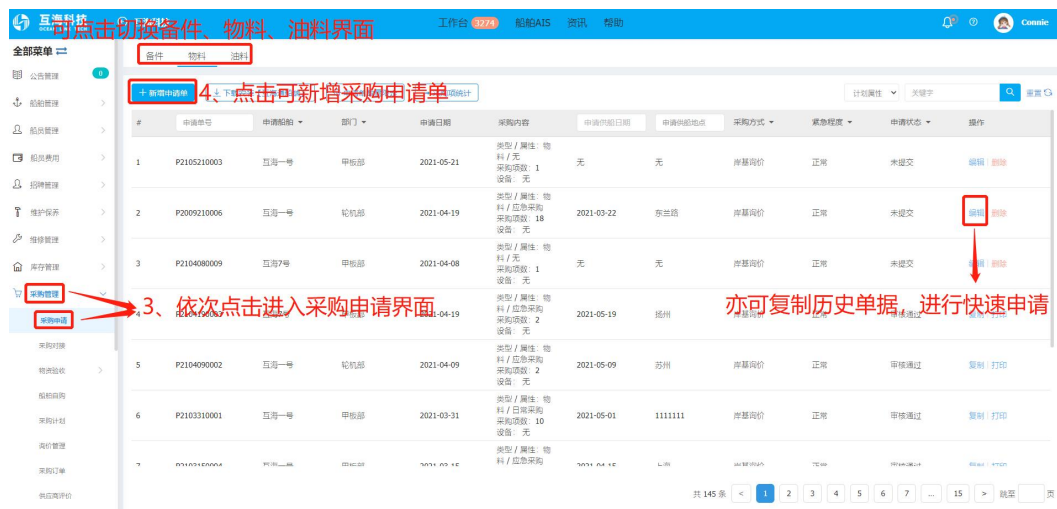 互海科技
可点击切换备件、物料、油料界面
工作台 3274 船舶AIS 资讯 帮助
Connie
全部菜单
备件 物料 油料
公告管理 0
船舶管理
船员管理
船员费用
招聘管理
维护保养
维修管理
库存管理
采购管理
采购申请
采购对接
物资验收
船舶自购
采购计划
询价管理
采购订单
供应商评价
+ 新增申请单
4、点击可新增采购申请单
计划属性 关键字 重置
# 申请单号 申请船舶 部门 申请日期 采购内容 申请供船日期 申请供船地点 采购方式 紧急程度 申请状态 操作
1 P2105210003 互海一号 甲板部 2021-05-21 类型 / 属性: 物料 / 无 采购项数: 1 设备: 无 无 无 岸基询价 正常 未提交 编辑 | 删除
2 P2009210006 互海一号 轮机部 2021-04-19 类型 / 属性: 物料 / 应急采购 采购项数: 18 设备: 无 2021-03-22 东兰路 岸基询价 正常 未提交 编辑 | 删除
3 P2104080009 互海7号 甲板部 2021-04-08 类型 / 属性: 物料 / 无 采购项数: 1 设备: 无 无 无 岸基询价 正常 未提交 编辑 | 删除
3、依次点击进入采购申请界面
亦可复制历史单据，进行快速申请
4 类型 / 属性: 物料 / 应急采购 采购项数: 2 设备: 无 2021-05-19 扬州
5 P2104090002 互海一号 轮机部 2021-04-09 类型 / 属性: 物料 / 应急采购 采购项数: 2 设备: 无 2021-05-09 苏州 岸基询价 正常 审核通过 复制 | 打印
6 P2103310001 互海一号 甲板部 2021-03-31 类型 / 属性: 物料 / 日常采购 采购项数: 10 设备: 无 2021-05-01 1111111 岸基询价 正常 审核通过 复制 | 打印
类型 / 属性: 物料 / 应急采购
共 145 条 < 1 2 3 4 5 6 7 ... 15 > 跳至 页